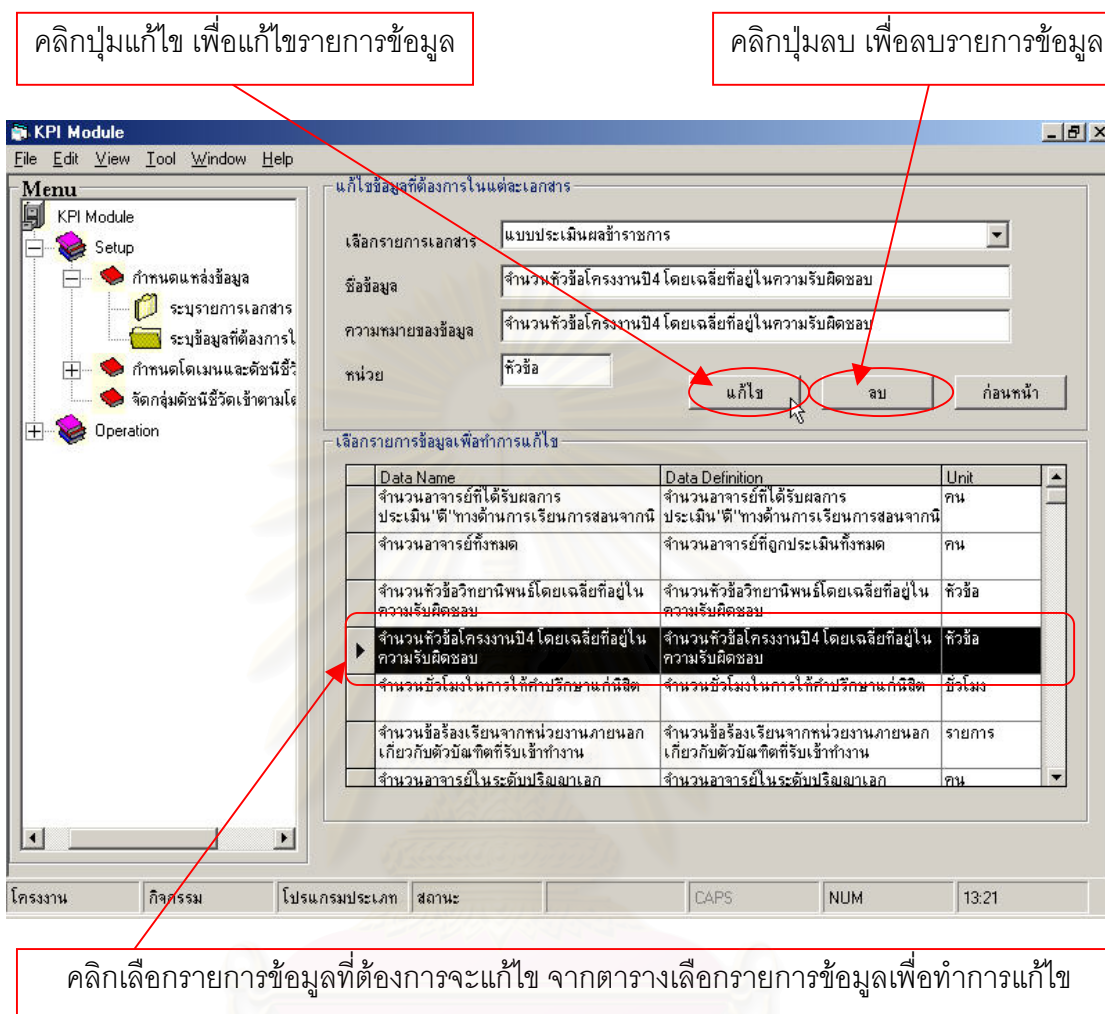 คลิกปุ่มแก้ไข เพื่อแก้ไขรายการข้อมูล
คลิกปุ่มลบ เพื่อลบรายการข้อมูล
KPI Module
File Edit View Tool Window Help
Menu
KPI Module
Setup
กำหนดแหล่งข้อมูล
ระบุรายการเอกสาร
ระบุข้อมูลที่ต้องการใ
กำหนดโดเมนและดัชนีชี้วั
จัดกลุ่มดัชนีชี้วัดเข้าตามโด
Operation
แก้ไขข้อมูลที่ต้องการในแต่ละเอกสาร
เลือกรายการเอกสาร แบบประเมินผลข้าราชการ
ชื่อข้อมูล จำนวนหัวข้อโครงงานปี4 โดยเฉลี่ยที่อยู่ในความรับผิดชอบ
ความหมายของข้อมูล จำนวนหัวข้อโครงงานปี4 โดยเฉลี่ยที่อยู่ในความรับผิดชอบ
หน่วย หัวข้อ
แก้ไข ลบ ก่อนหน้า
เลือกรายการข้อมูลเพื่อทำการแก้ไข
Data Name Data Definition Unit
จำนวนอาจารย์ที่ได้รับผลการ จำนวนอาจารย์ที่ได้รับผลการ คน
ประเมิน"ดี"ทางด้านการเรียนการสอนจากนิ ประเมิน"ดี"ทางด้านการเรียนการสอนจากนิ
จำนวนอาจารย์ทั้งหมด จำนวนอาจารย์ที่ถูกประเมินทั้งหมด คน
จำนวนหัวข้อวิทยานิพนธ์โดยเฉลี่ยที่อยู่ใน จำนวนหัวข้อวิทยานิพนธ์โดยเฉลี่ยที่อยู่ใน หัวข้อ
ความรับผิดชอบ ความรับผิดชอบ
จำนวนหัวข้อโครงงานปี4 โดยเฉลี่ยที่อยู่ใน จำนวนหัวข้อโครงงานปี4 โดยเฉลี่ยที่อยู่ใน หัวข้อ
ความรับผิดชอบ ความรับผิดชอบ
จำนวนชั่วโมงในการให้คำปรึกษาแก่นิสิต จำนวนชั่วโมงในการให้คำปรึกษาแก่นิสิต ชั่วโมง
จำนวนข้อร้องเรียนจากหน่วยงานภายนอก จำนวนข้อร้องเรียนจากหน่วยงานภายนอก รายการ
เกี่ยวกับตัวบัณฑิตที่รับเข้าทำงาน เกี่ยวกับตัวบัณฑิตที่รับเข้าทำงาน
จำนวนอาจารย์ในระดับปริญญาเอก จำนวนอาจารย์ในระดับปริญญาเอก คน
โครงงาน กิจกรรม โปรแกรมประเภท สถานะ CAPS NUM 13:21
คลิกเลือกรายการข้อมูลที่ต้องการจะแก้ไข จากตารางเลือกรายการข้อมูลเพื่อทำการแก้ไข